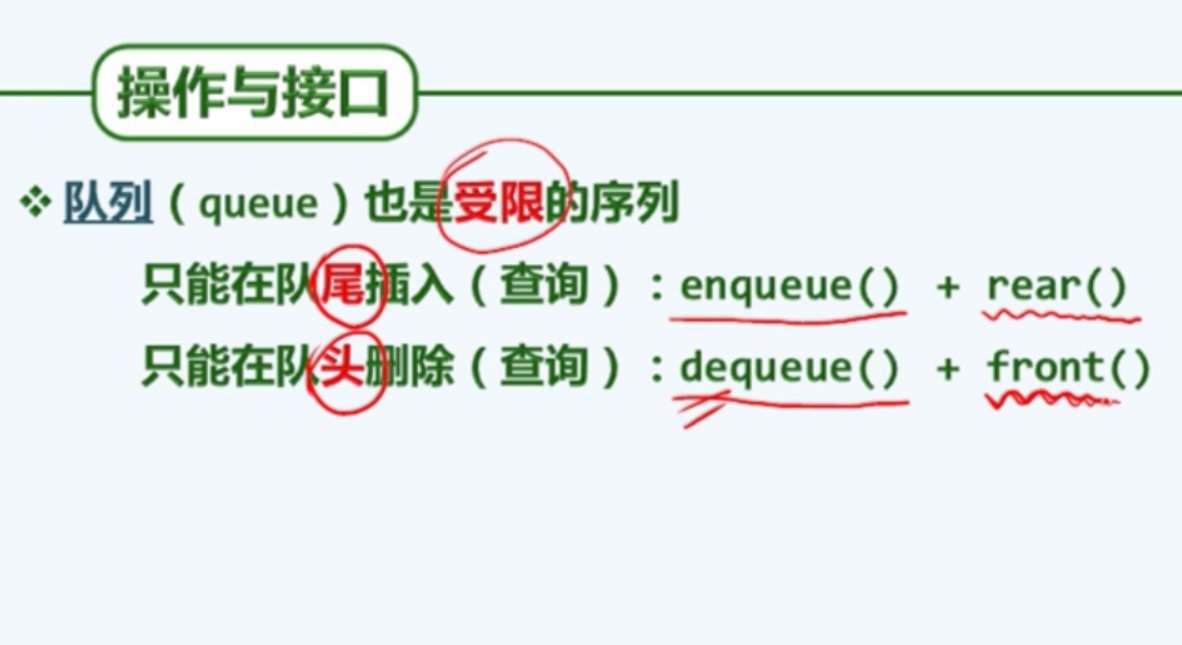 操作与接口
❖ 队列（queue）也是受限的序列
只能在队尾插入（查询）：enqueue() + rear()
只能在队头删除（查询）：dequeue() + front()